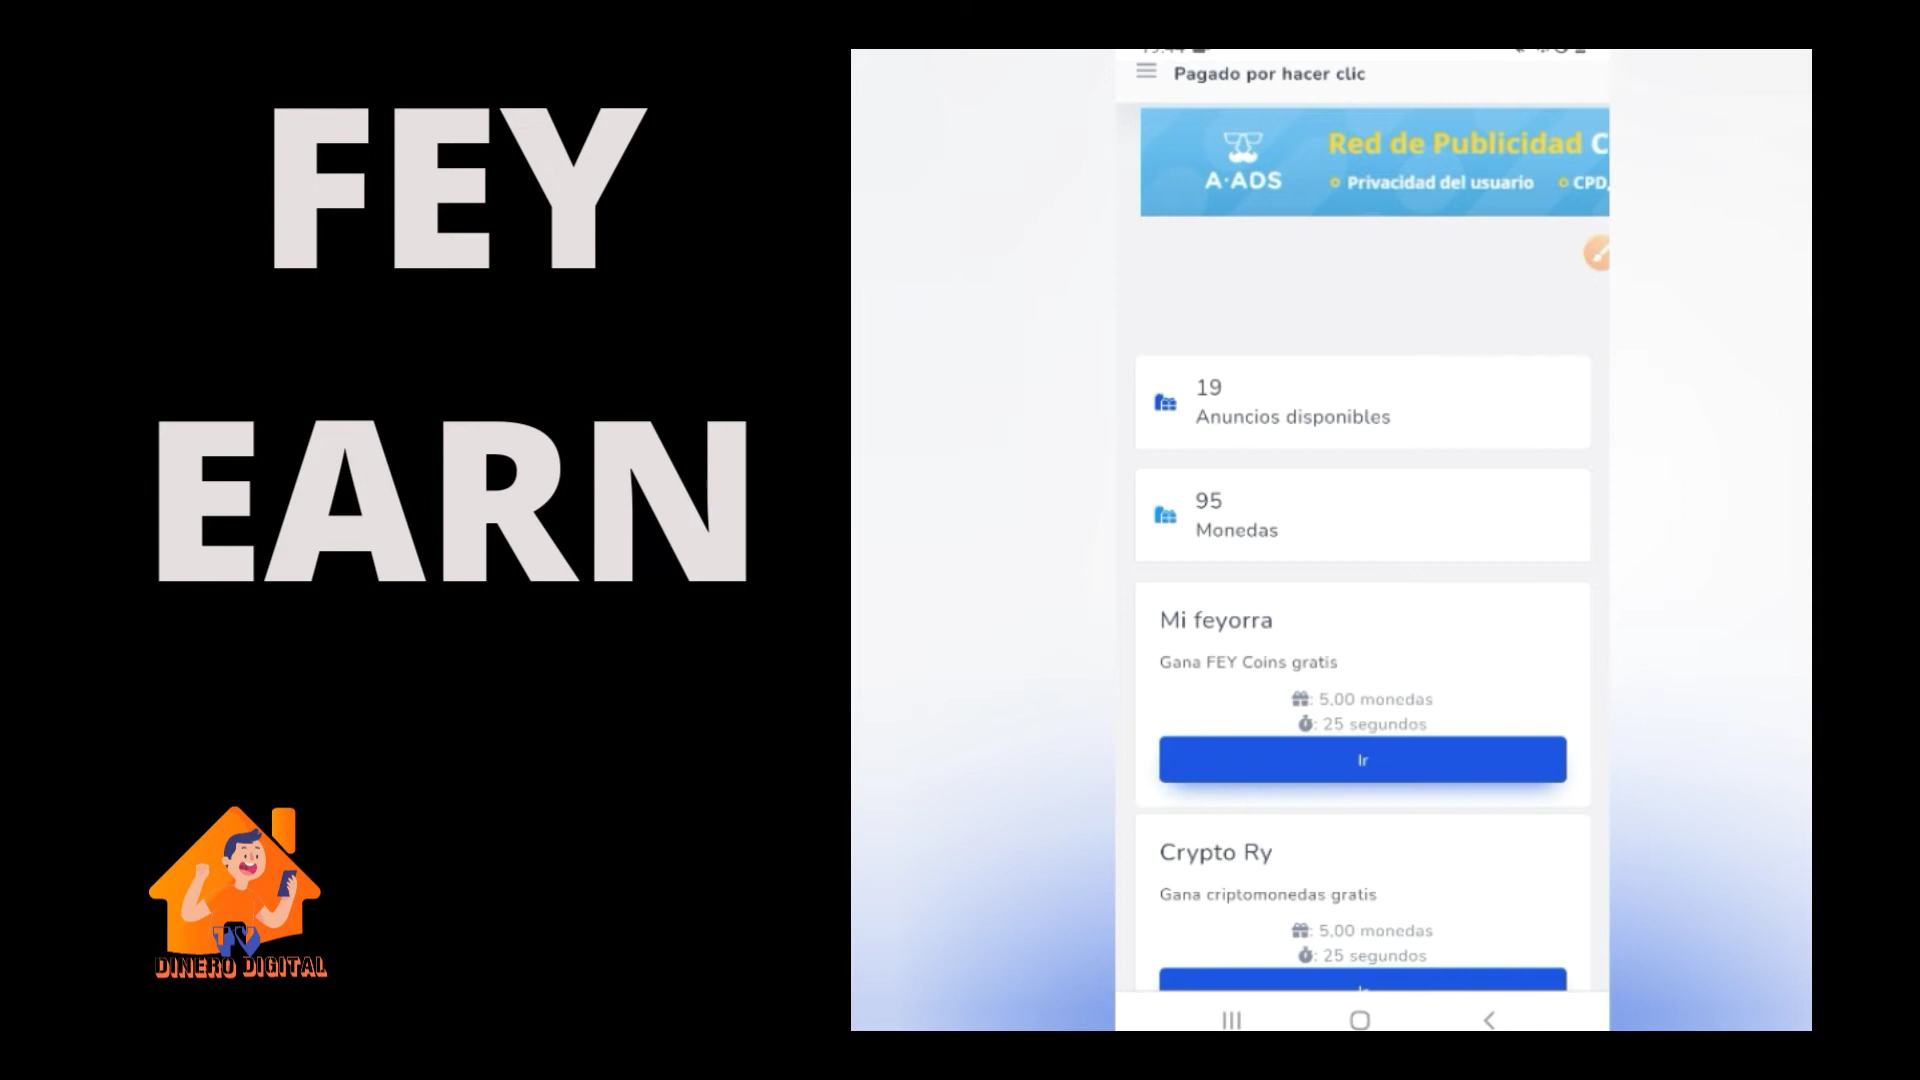 FEY
EARN
TV
DINERO DIGITAL
Pagado por hacer clic
A·ADS
Red de Publicidad C
Privacidad del usuario
CPD,
19
Anuncios disponibles
95
Monedas
Mi feyorra
Gana FEY Coins gratis
: 5,00 monedas
: 25 segundos
Ir
Crypto Ry
Gana criptomonedas gratis
: 5,00 monedas
: 25 segundos